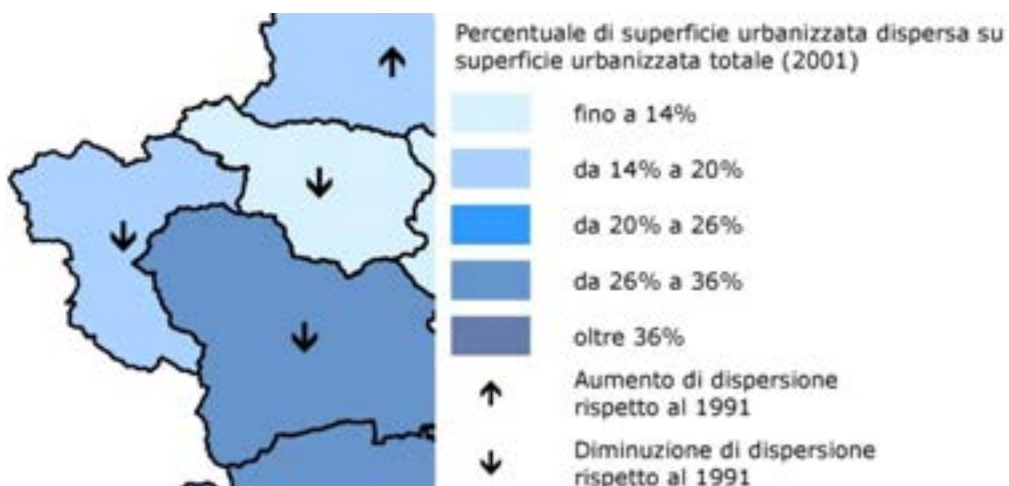 Percentuale di superficie urbanizzata dispersa su
superficie urbanizzata totale (2001)
fino a 14%
da 14% a 20%
da 20% a 26%
da 26% a 36%
oltre 36%
Aumento di dispersione
rispetto al 1991
Diminuzione di dispersione
rispetto al 1991